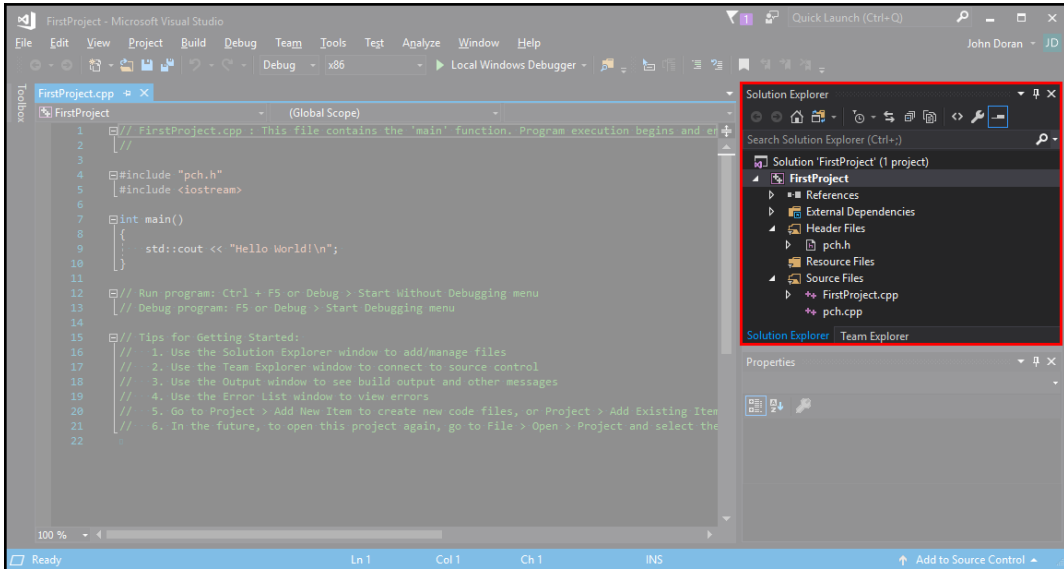 FirstProject - Microsoft Visual Studio
1
Quick Launch (Ctrl+Q)
File Edit View Project Build Debug Team Tools Test Analyze Window Help
John Doran JD
Debug x86 Local Windows Debugger
Toolbox
FirstProject.cpp
FirstProject (Global Scope)
1 // FirstProject.cpp : This file contains the 'main' function. Program execution begins and en
2 //
3
4 #include "pch.h"
5 #include <iostream>
6
7 int main()
8 {
9 std::cout << "Hello World!\n";
10 }
11
12 // Run program: Ctrl + F5 or Debug > Start Without Debugging menu
13 // Debug program: F5 or Debug > Start Debugging menu
14
15 // Tips for Getting Started:
16 // 1. Use the Solution Explorer window to add/manage files
17 // 2. Use the Team Explorer window to connect to source control
18 // 3. Use the Output window to see build output and other messages
19 // 4. Use the Error List window to view errors
20 // 5. Go to Project > Add New Item to create new code files, or Project > Add Existing Item
21 // 6. In the future, to open this project again, go to File > Open > Project and select the
22
100 %
Solution Explorer
Search Solution Explorer (Ctrl+;)
Solution 'FirstProject' (1 project)
FirstProject
References
External Dependencies
Header Files
pch.h
Resource Files
Source Files
FirstProject.cpp
pch.cpp
Solution Explorer Team Explorer
Properties
Ready Ln 1 Col 1 Ch 1 INS Add to Source Control